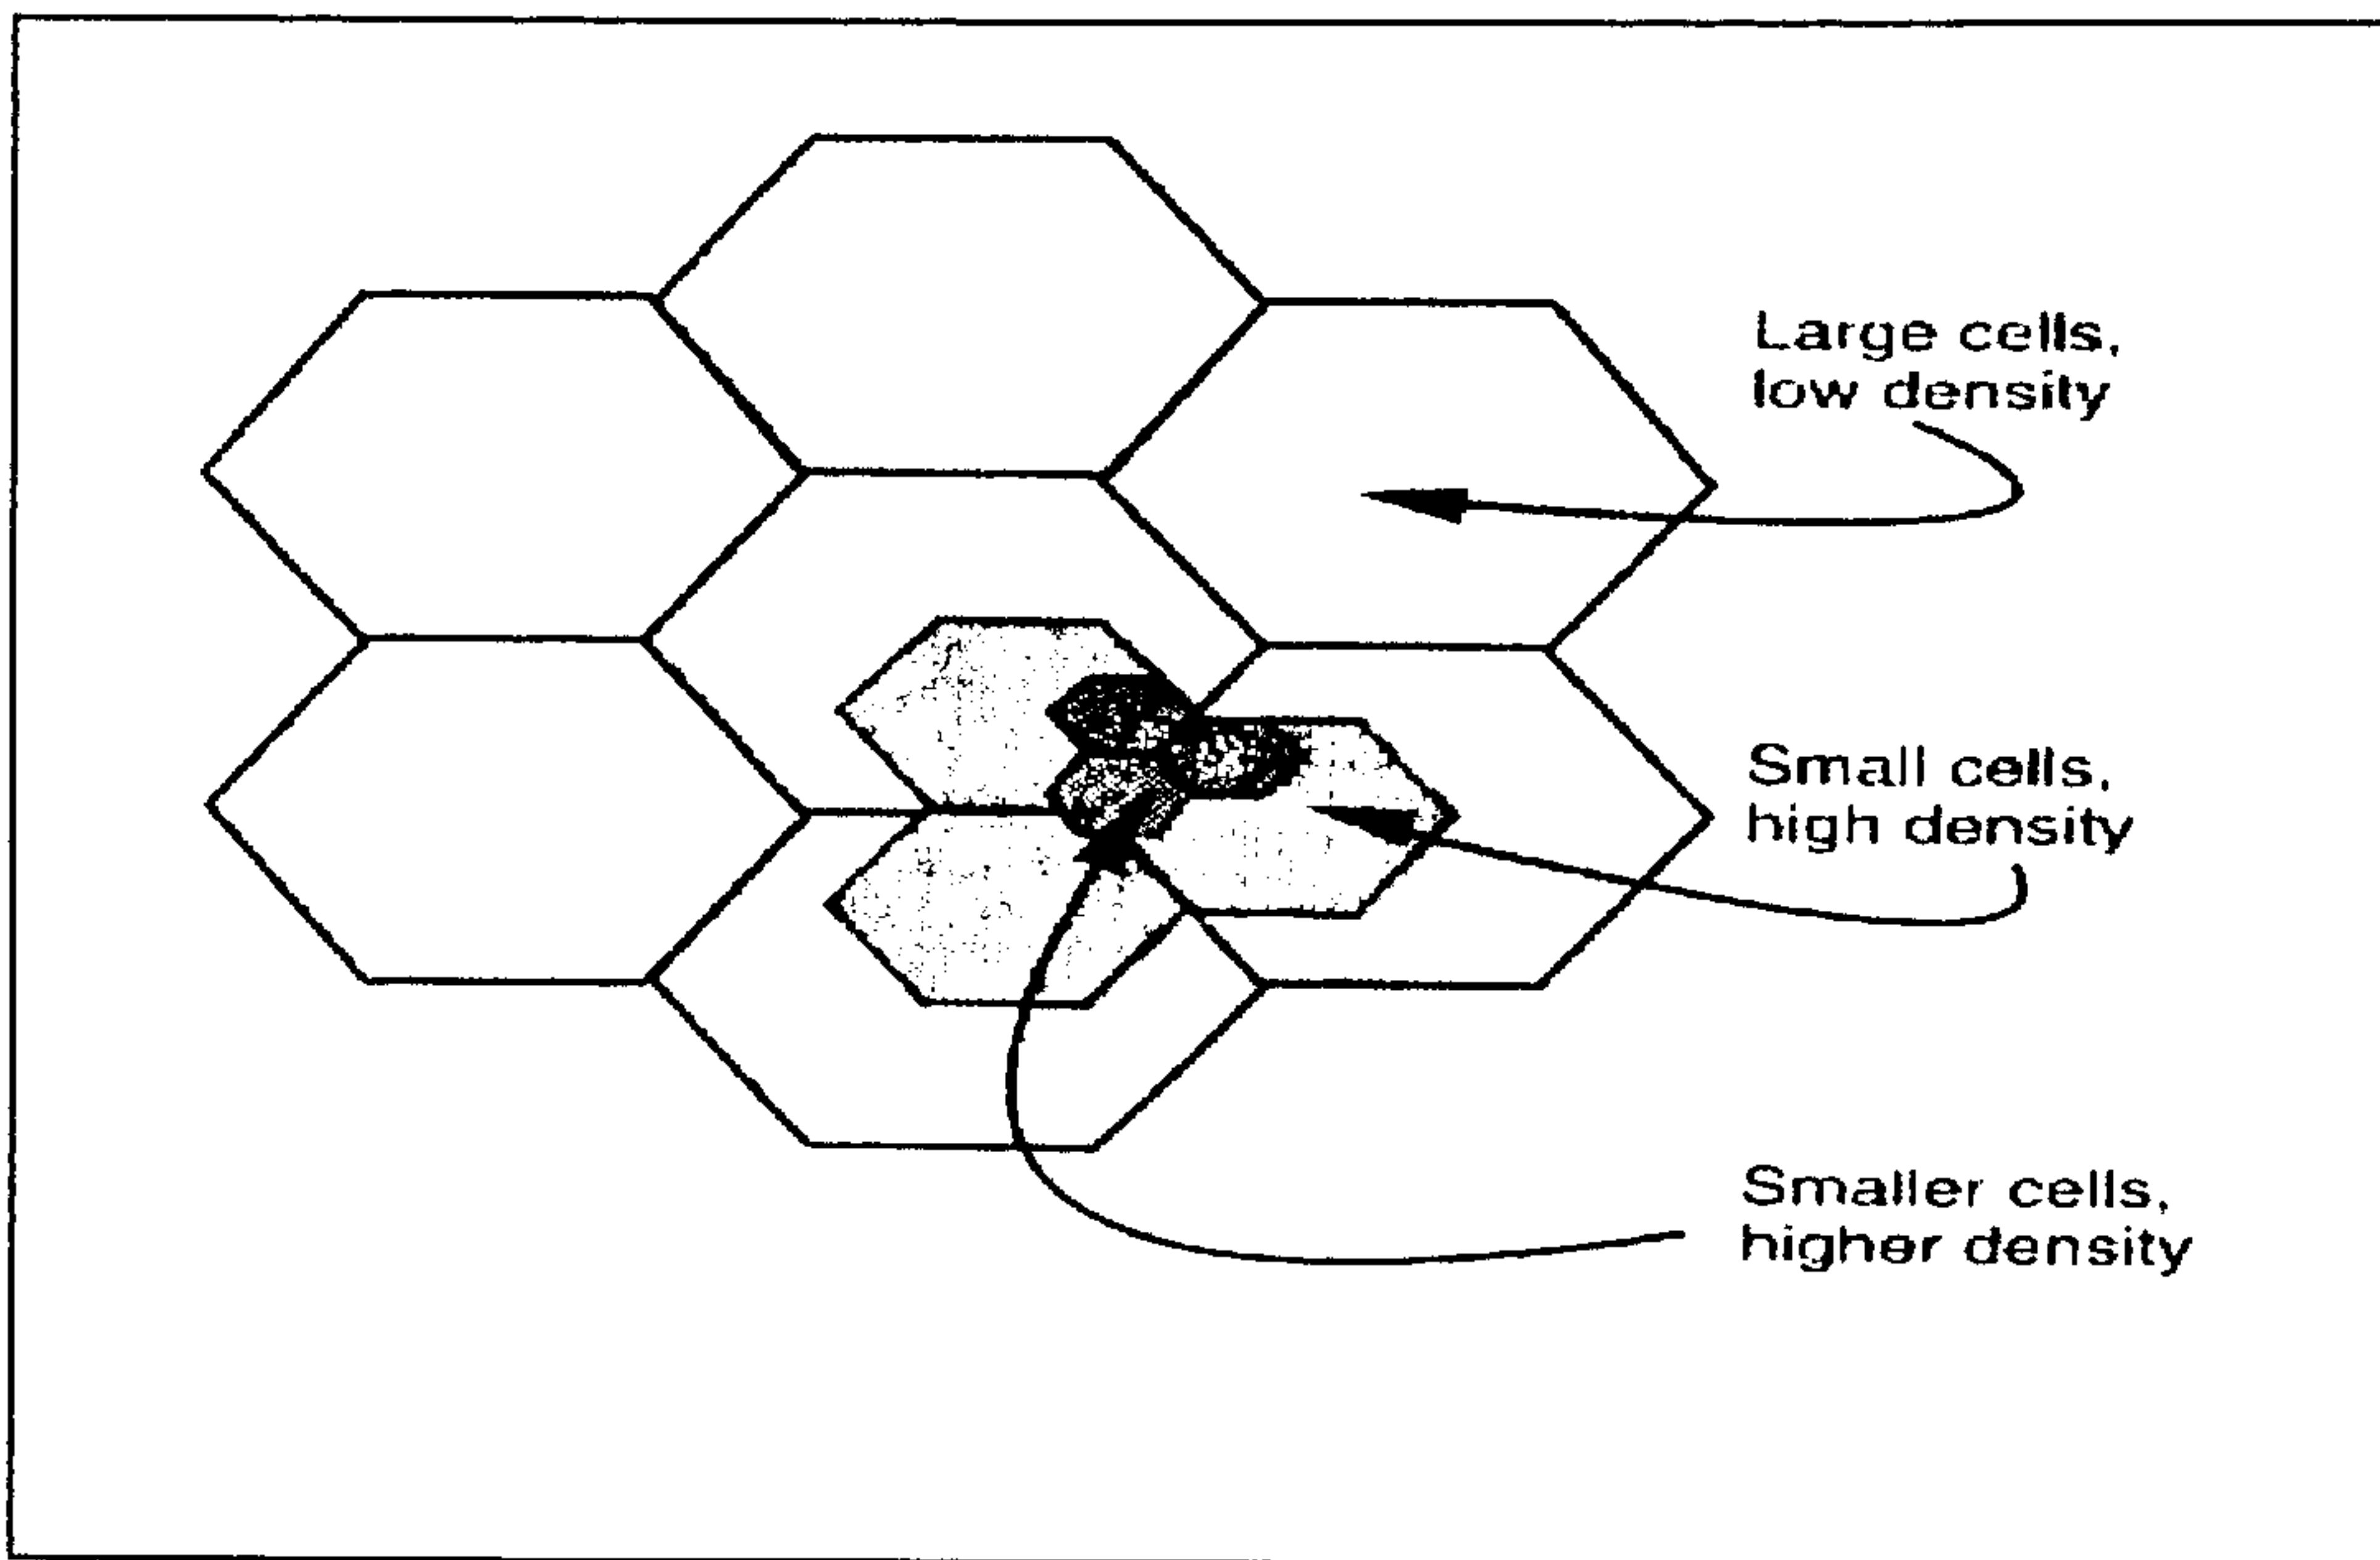 Large cells,
low density
Small cells,
high density
Smaller cells,
higher density